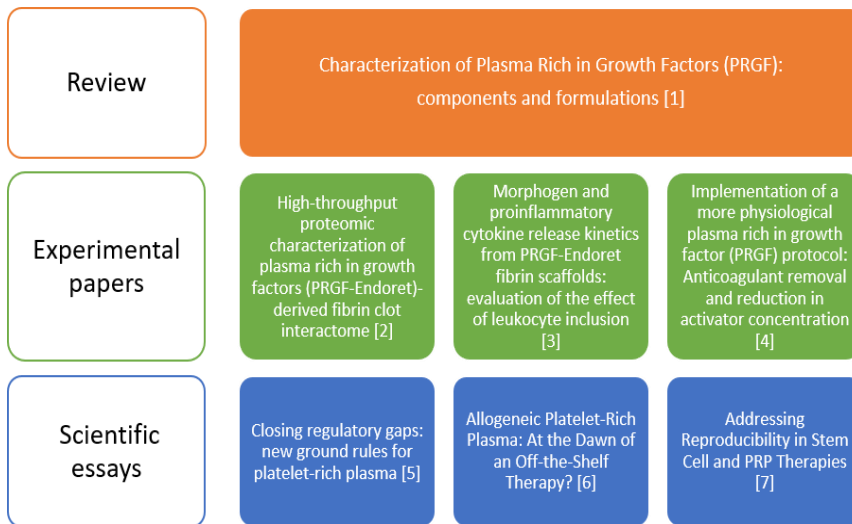 Review
Characterization of Plasma Rich in Growth Factors (PRGF):
components and formulations [1]
Experimental
papers
High-throughput
proteomic
characterization of
plasma rich in growth
factors (PRGF-Endoret)-
derived fibrin clot
interactome [2]
Morphogen and
proinflammatory
cytokine release kinetics
from PRGF-Endoret
fibrin scaffolds:
evaluation of the effect
of leukocyte inclusion
[3]
Implementation of a
more physiological
plasma rich in growth
factor (PRGF) protocol:
Anticoagulant removal
and reduction in
activator concentration
[4]
Scientific
essays
Closing regulatory gaps:
new ground rules for
platelet-rich plasma [5]
Allogeneic Platelet-Rich
Plasma: At the Dawn of
an Off-the-Shelf
Therapy? [6]
Addressing
Reproducibility in Stem
Cell and PRP Therapies
[7]